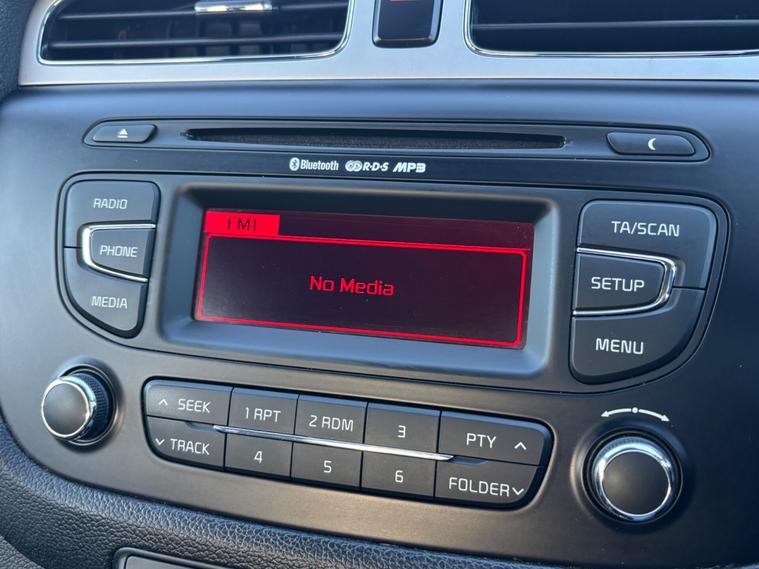 Bluetooth R·D·S MP3
RADIO
PHONE
MEDIA
FM1
No Media
TA/SCAN
SETUP
MENU
SEEK
TRACK
1 RPT
2 RDM
3
4
5
6
PTY
FOLDER